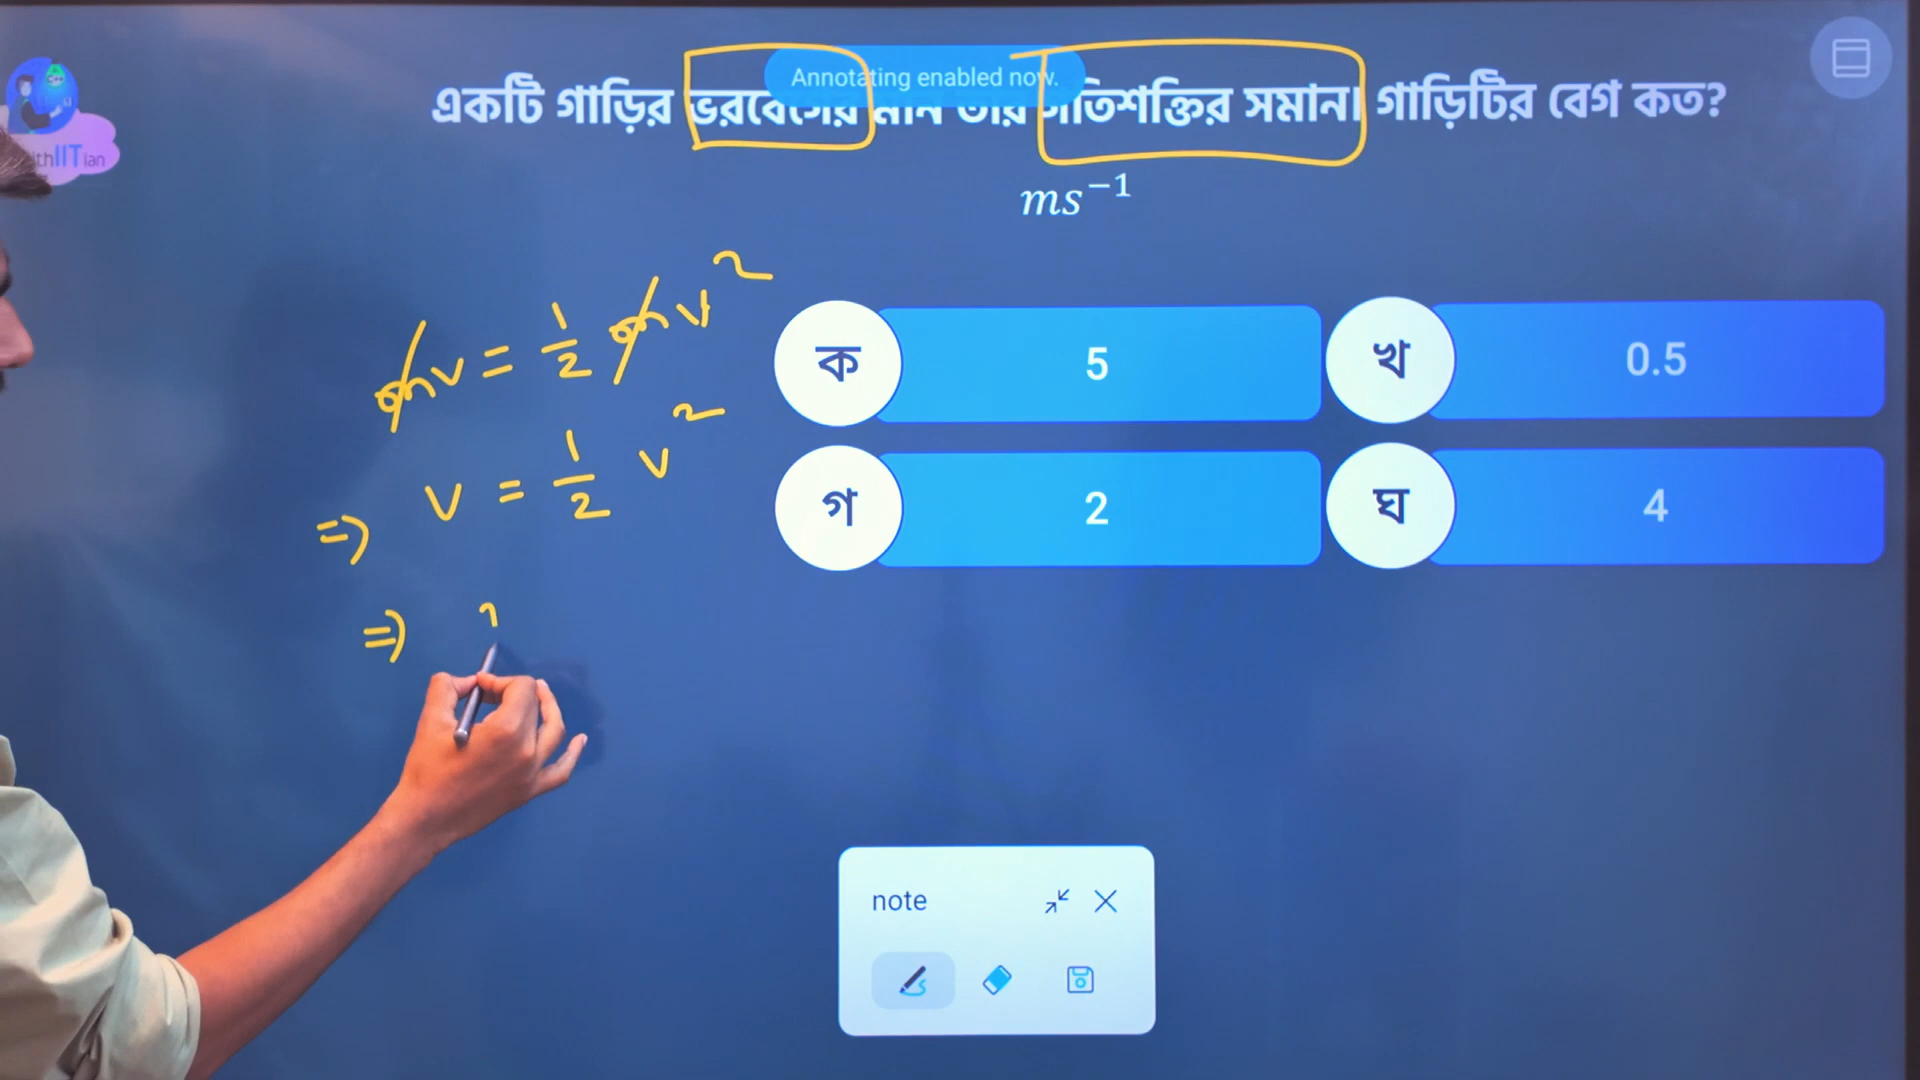 Annotating enabled now.
একটি গাড়ির ভরবেগের মান তার গতিশক্তির সমান। গাড়িটির বেগ কত?
ms⁻¹
thIITian
mv = 1/2 mv²
ক 5
খ 0.5
=> v = 1/2 v²
গ 2
ঘ 4
=>
note